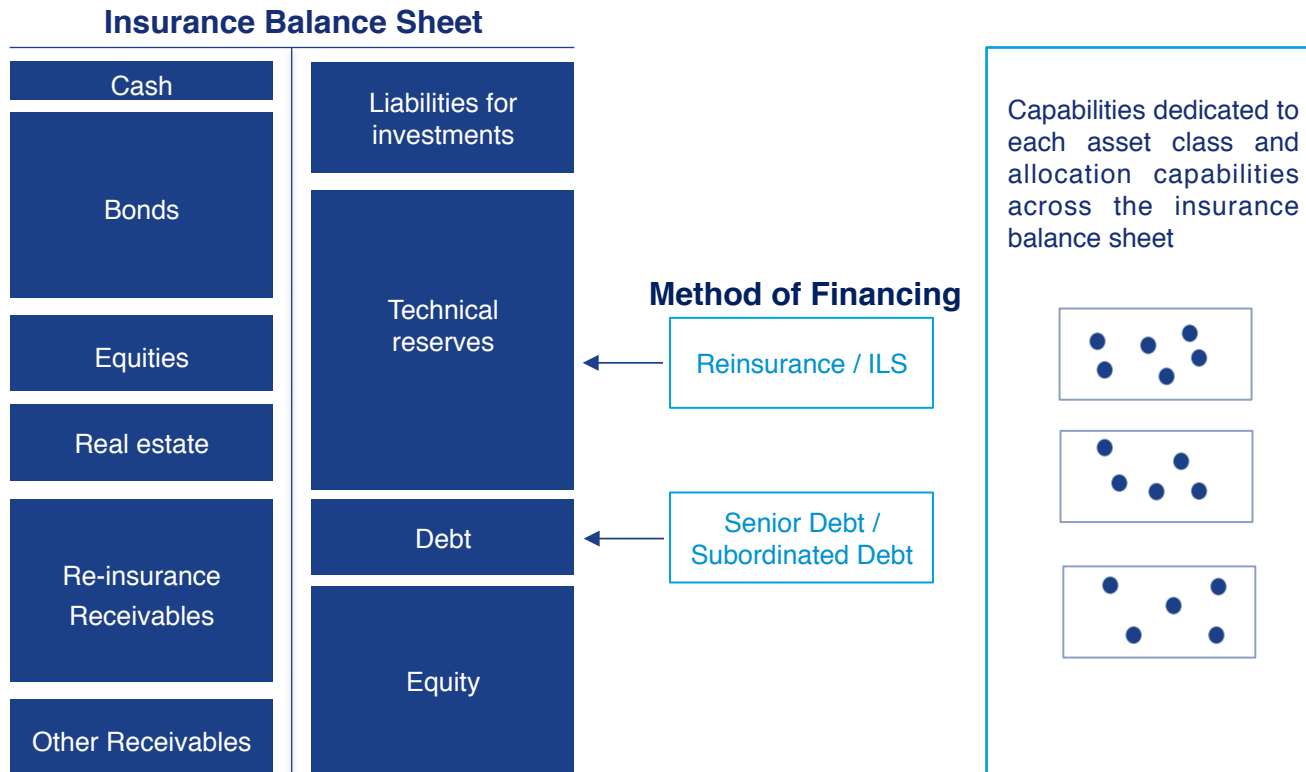 Insurance Balance Sheet
Cash
Bonds
Equities
Real estate
Re-insurance
Receivables
Other Receivables
Liabilities for
investments
Technical
reserves
Debt
Equity
Method of Financing
Reinsurance / ILS
Senior Debt /
Subordinated Debt
Capabilities dedicated to
each asset class and
allocation capabilities
across the insurance
balance sheet